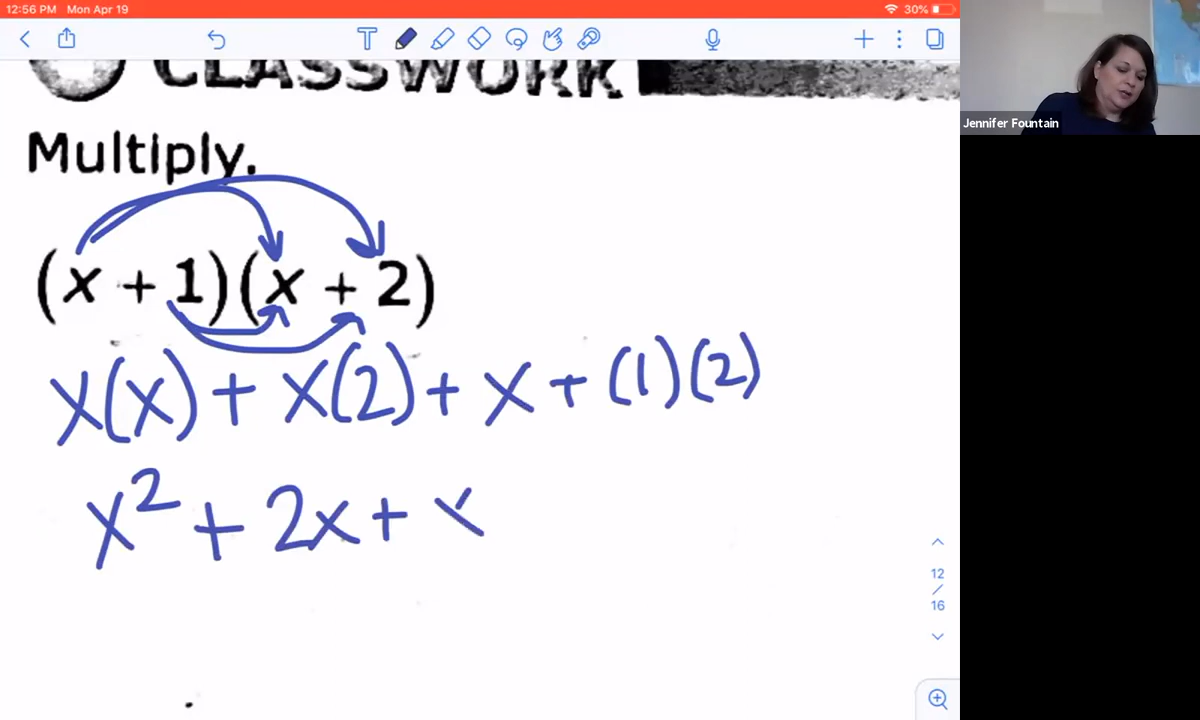 12:56 PM Mon Apr 19
30%
CLASSWORK
Jennifer Fountain
Multiply.
(x + 1)(x + 2)
x(x) + x(2) + x + (1)(2)
x² + 2x + x
12
/
16